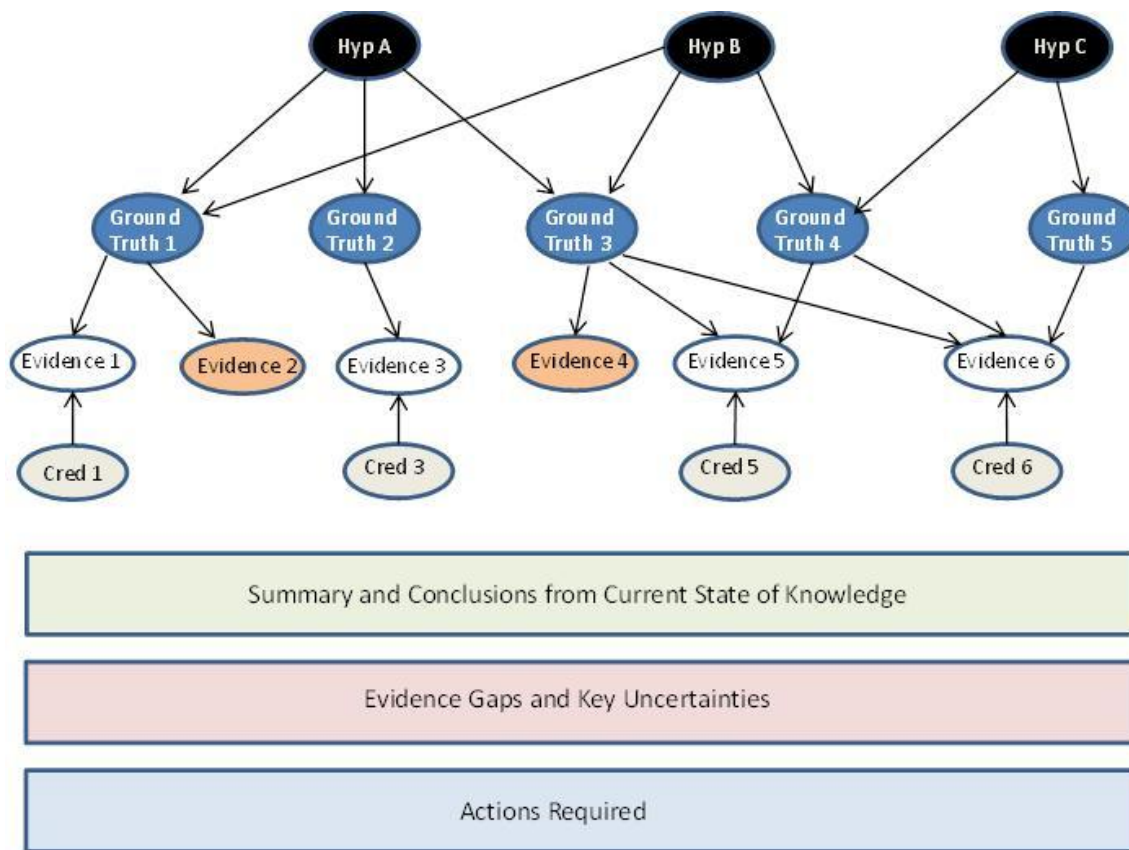 Hyp A
Hyp B
Hyp C
Ground
Truth 1
Ground
Truth 2
Ground
Truth 3
Ground
Truth 4
Ground
Truth 5
Evidence 1
Evidence 2
Evidence 3
Evidence 4
Evidence 5
Evidence 6
Cred 1
Cred 3
Cred 5
Cred 6
Summary and Conclusions from Current State of Knowledge
Evidence Gaps and Key Uncertainties
Actions Required